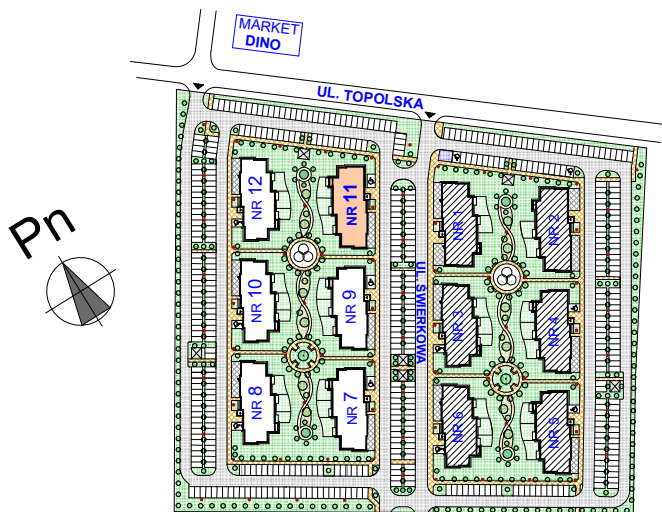 MARKET
DINO
UL. TOPOLSKA
Pn
NR 12
NR 11
NR 1
NR 2
UL. ŚWIERKOWA
NR 10
NR 9
NR 3
NR 4
NR 8
NR 7
NR 6
NR 5